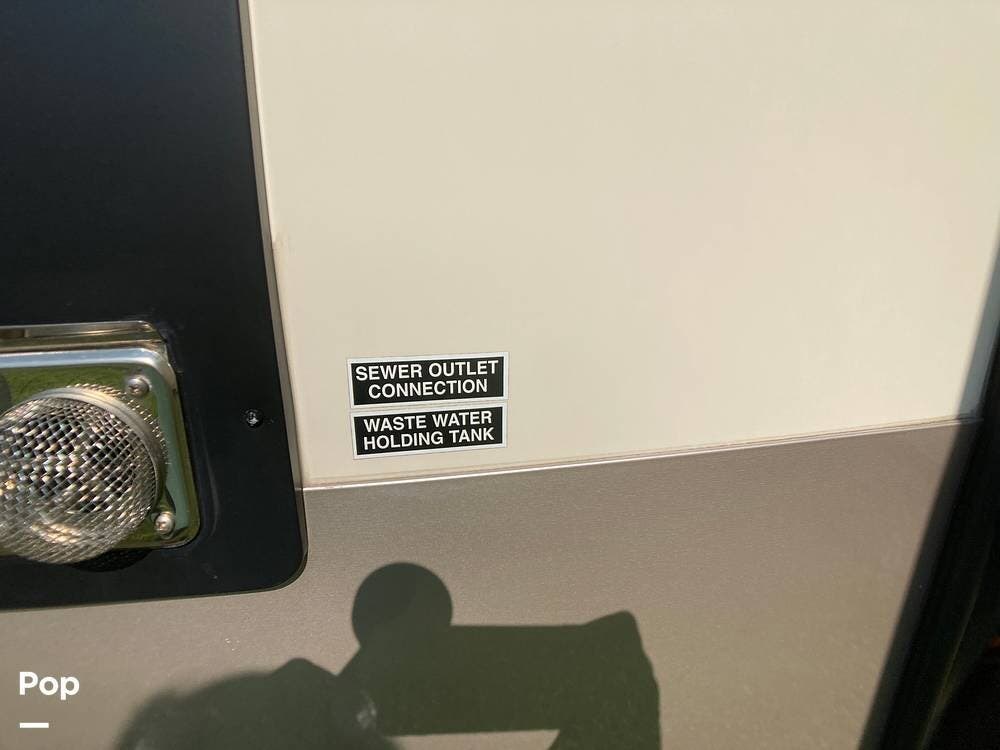 SEWER OUTLET
CONNECTION
WASTE WATER
HOLDING TANK
Pop